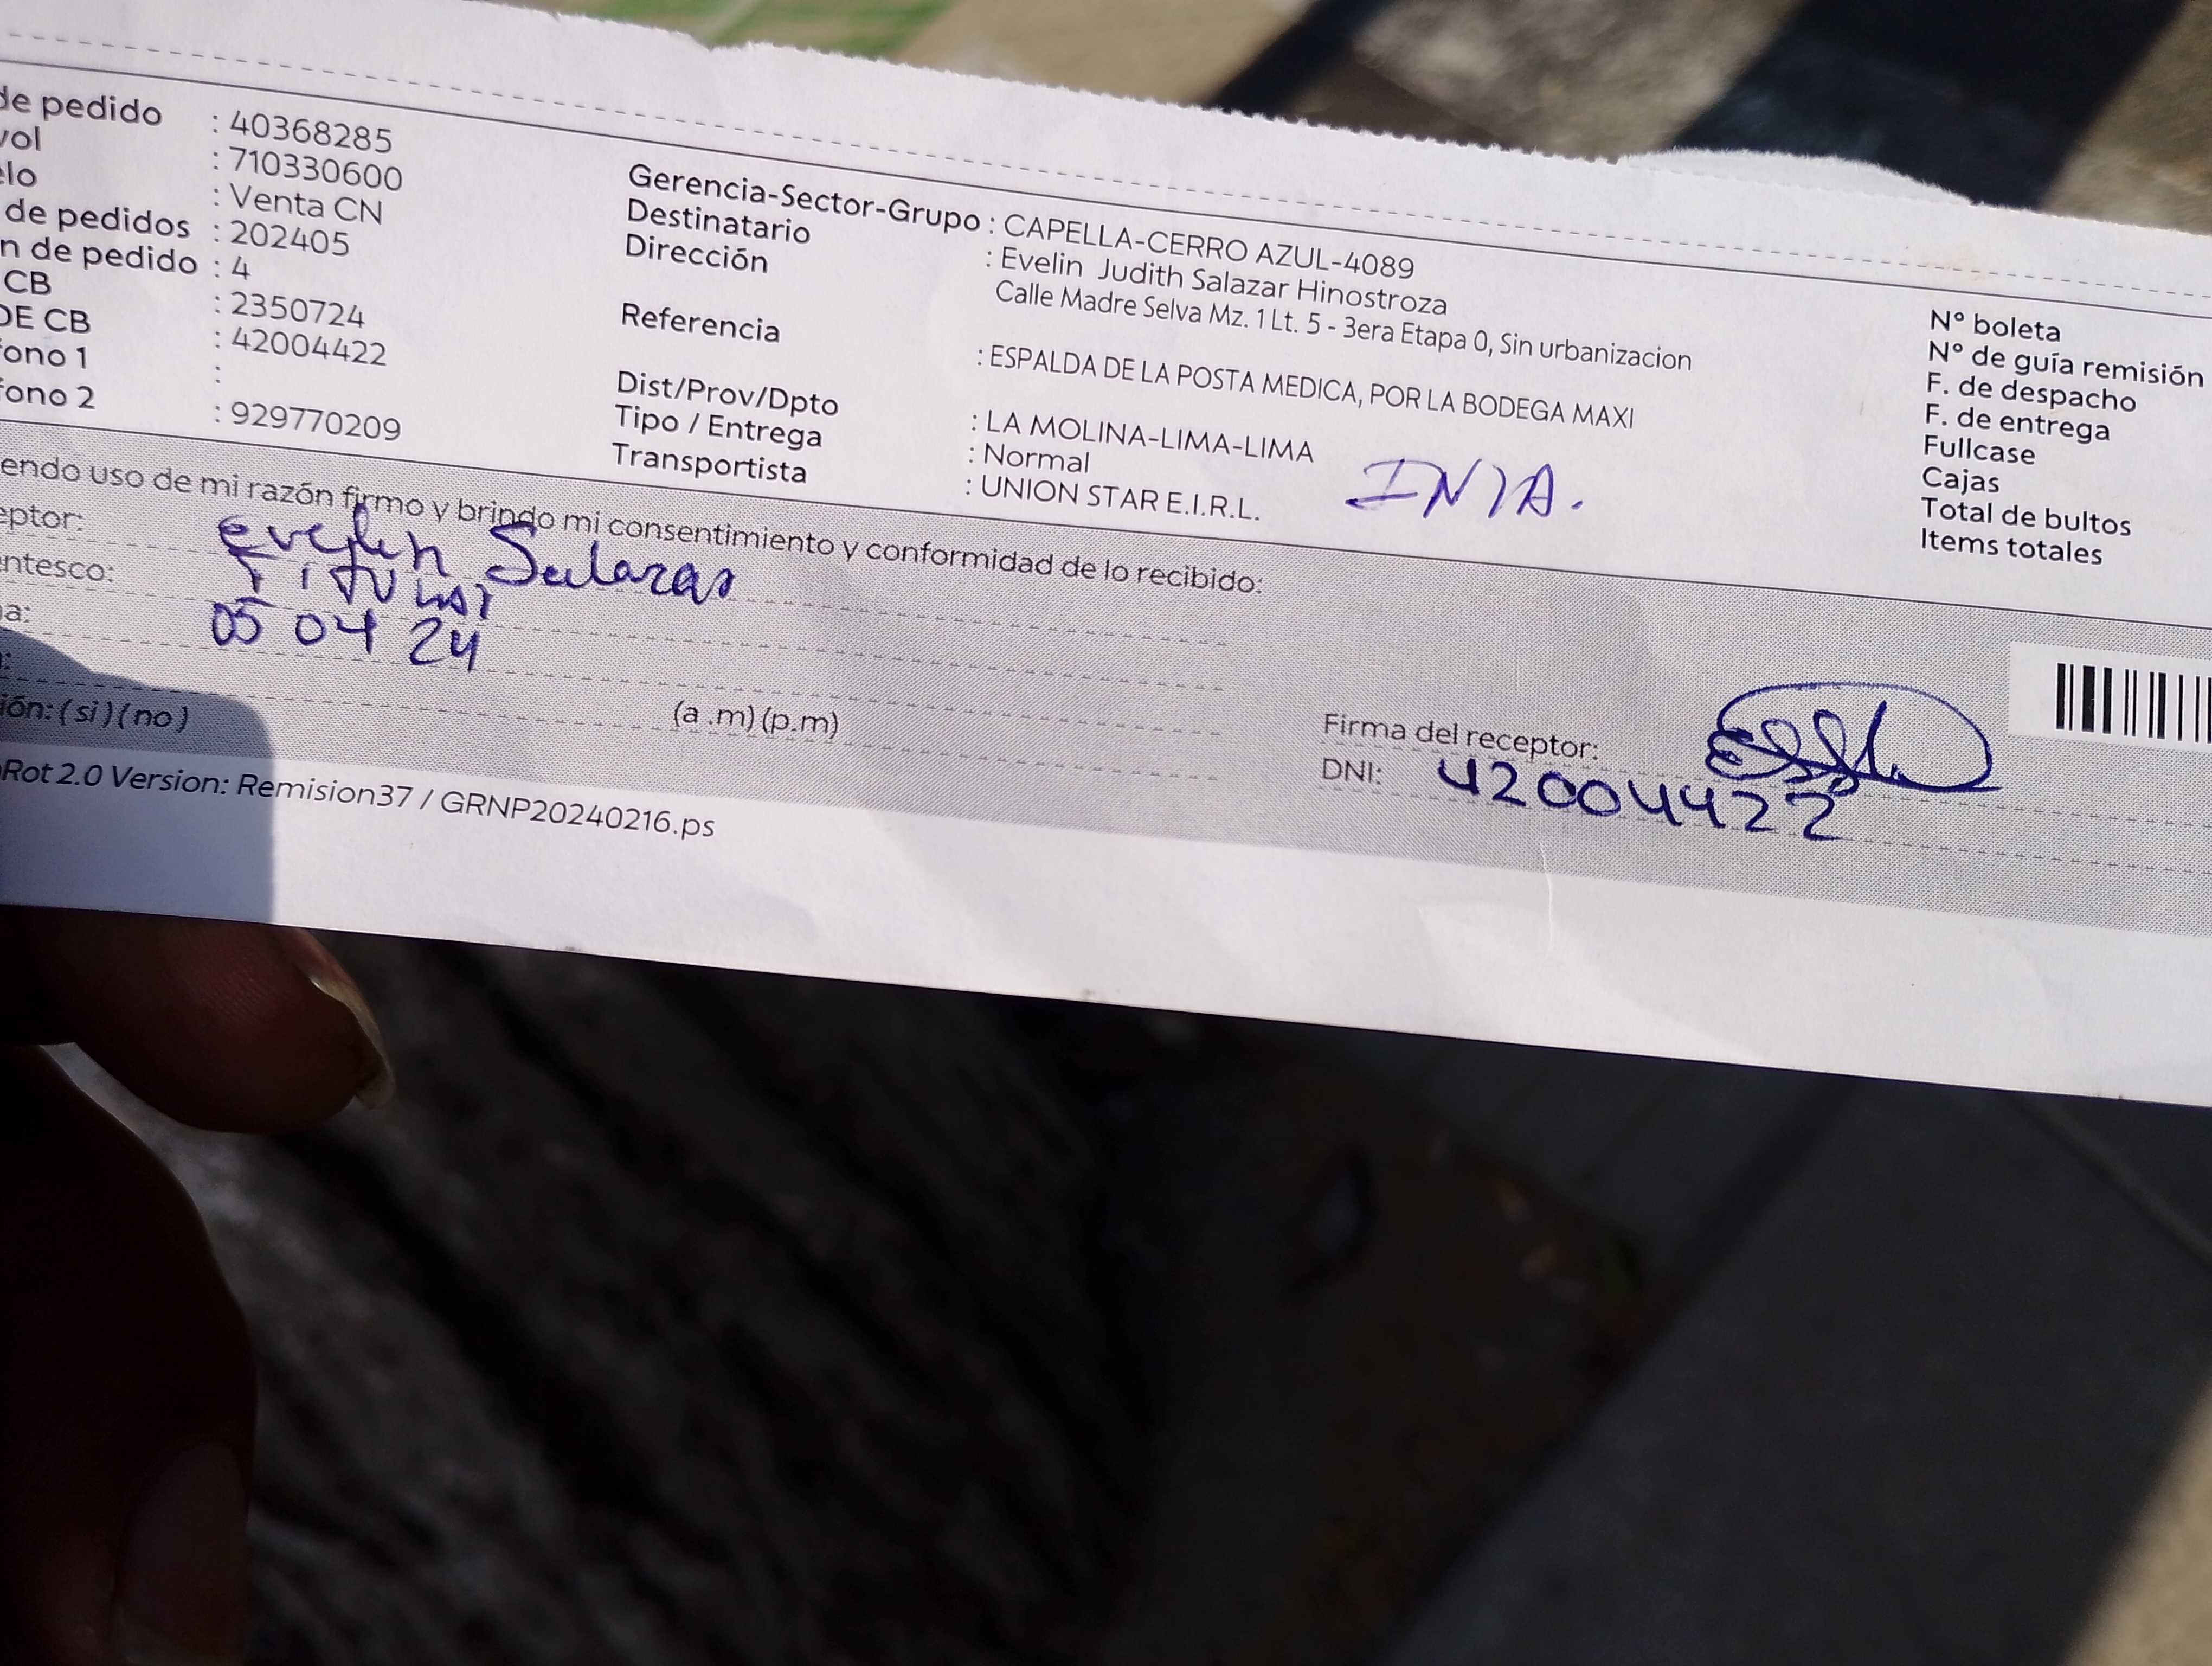 de pedido : 40368285
vol : 710330600
elo : Venta CN
de pedidos : 202405
n de pedido : 4
CB : 2350724
DE CB : 42004422
fono 1 :
fono 2 : 929770209
Gerencia-Sector-Grupo : CAPELLA-CERRO AZUL-4089
Destinatario : Evelin Judith Salazar Hinostroza
Dirección Calle Madre Selva Mz. 1 Lt. 5 - 3era Etapa 0, Sin urbanizacion
Referencia : ESPALDA DE LA POSTA MEDICA, POR LA BODEGA MAXI
Dist/Prov/Dpto : LA MOLINA-LIMA-LIMA
Tipo / Entrega : Normal
Transportista : UNION STAR E.I.R.L.
INIA.
N° boleta
N° de guía remisión
F. de despacho
F. de entrega
Fullcase
Cajas
Total de bultos
Items totales
endo uso de mi razón firmo y brindo mi consentimiento y conformidad de lo recibido:
eptor: evelin Salazar
entesco:
a: 05 04 24
(a .m) (p.m)
ión: (si) (no)
Firma del receptor:
DNI: 42004422
Rot 2.0 Version: Remision37 / GRNP20240216.ps